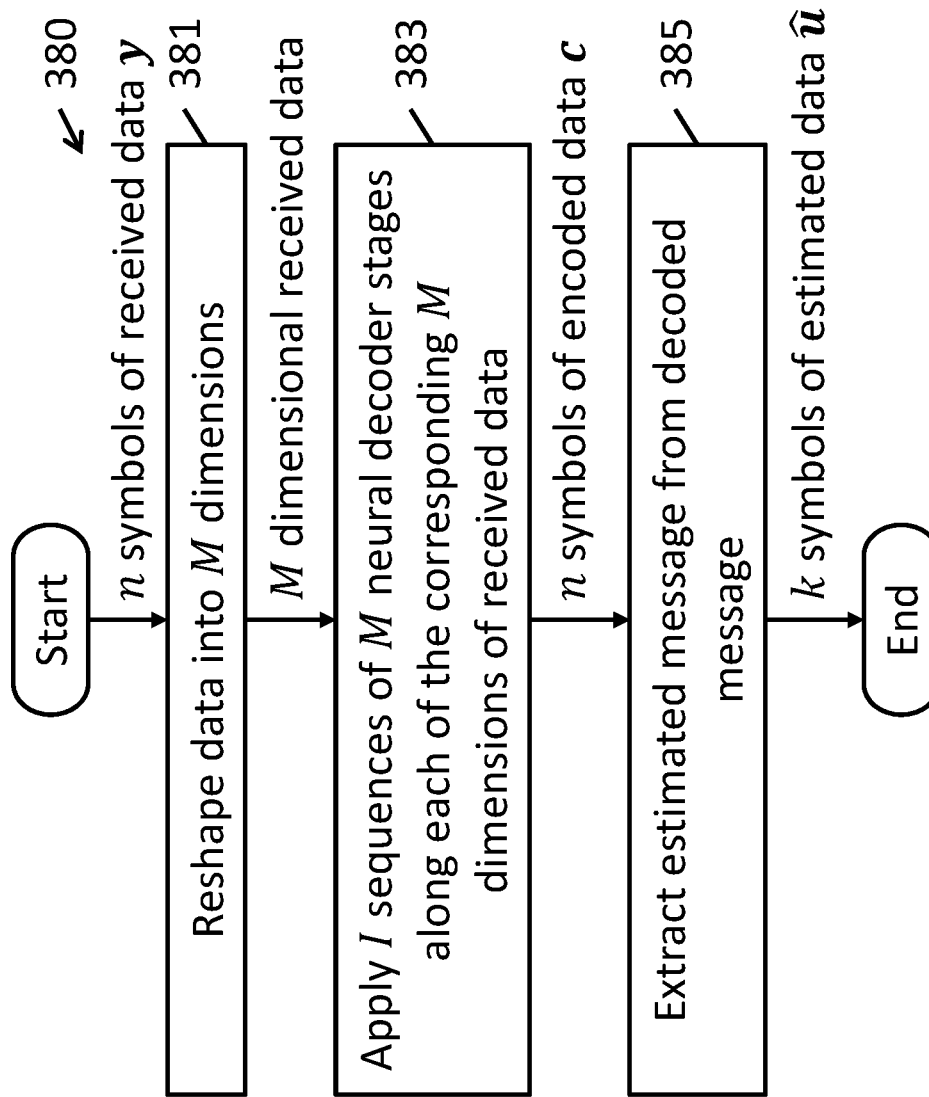 380
Start
n symbols of received data y
381
Reshape data into M dimensions
M dimensional received data
383
Apply I sequences of M neural decoder stages
along each of the corresponding M
dimensions of received data
n symbols of encoded data c
385
Extract estimated message from decoded
message
k symbols of estimated data û
End